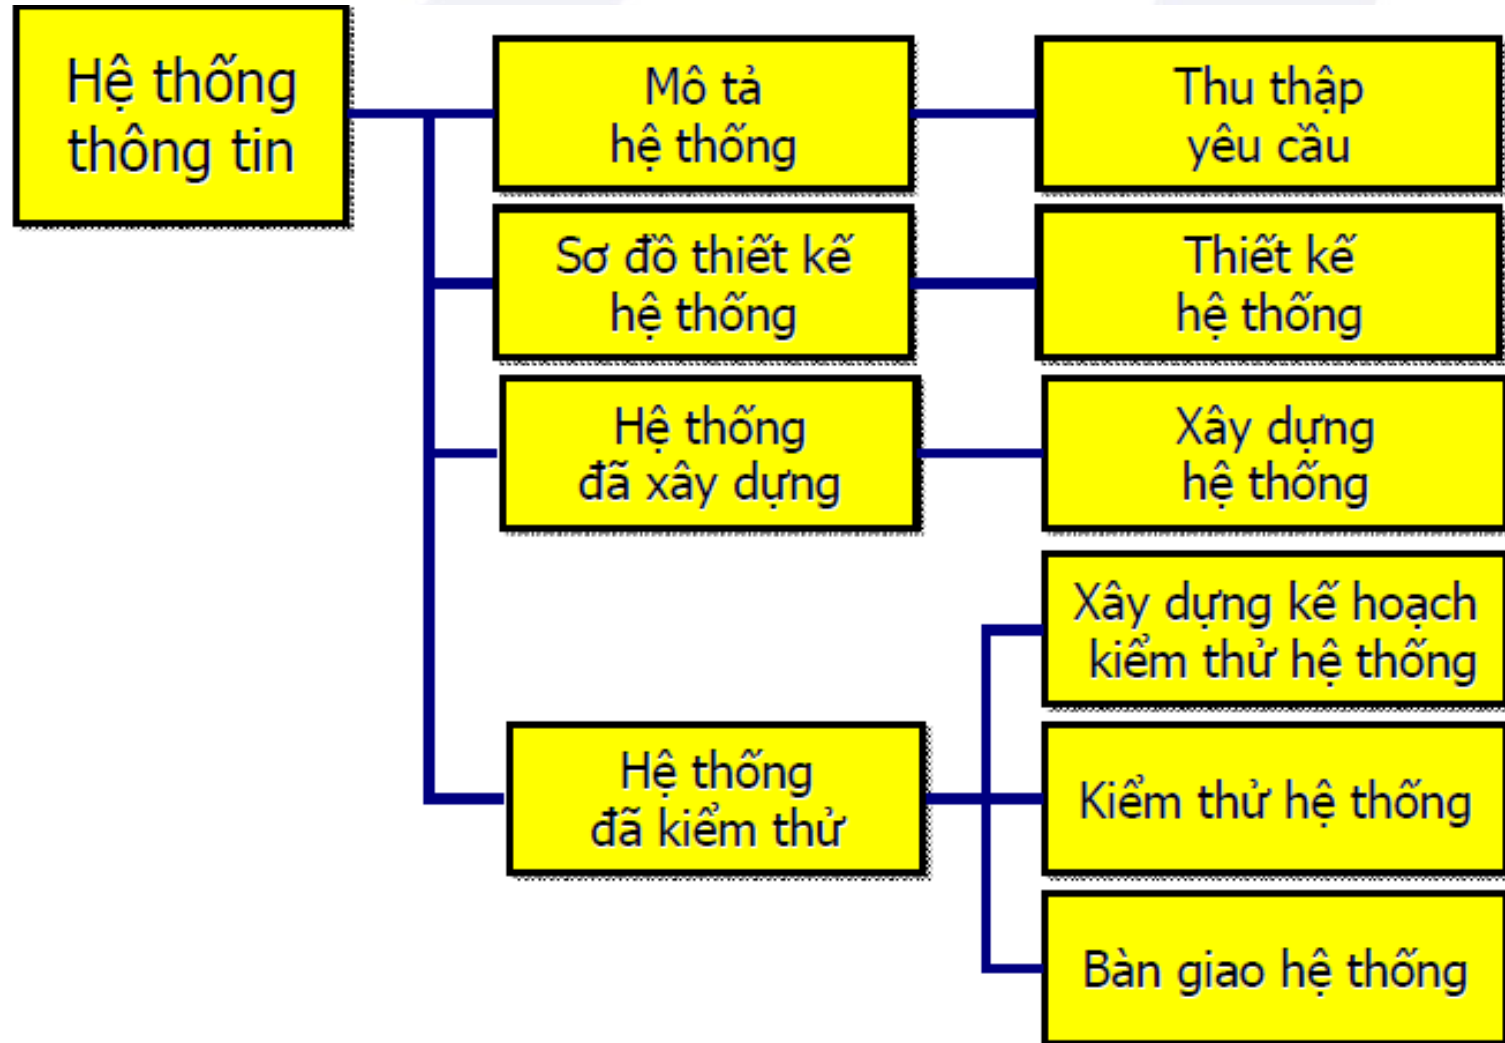 Hệ thống
thông tin
Mô tả
hệ thống
Thu thập
yêu cầu
Sơ đồ thiết kế
hệ thống
Thiết kế
hệ thống
Hệ thống
đã xây dựng
Xây dựng
hệ thống
Xây dựng kế hoạch
kiểm thử hệ thống
Hệ thống
đã kiểm thử
Kiểm thử hệ thống
Bàn giao hệ thống